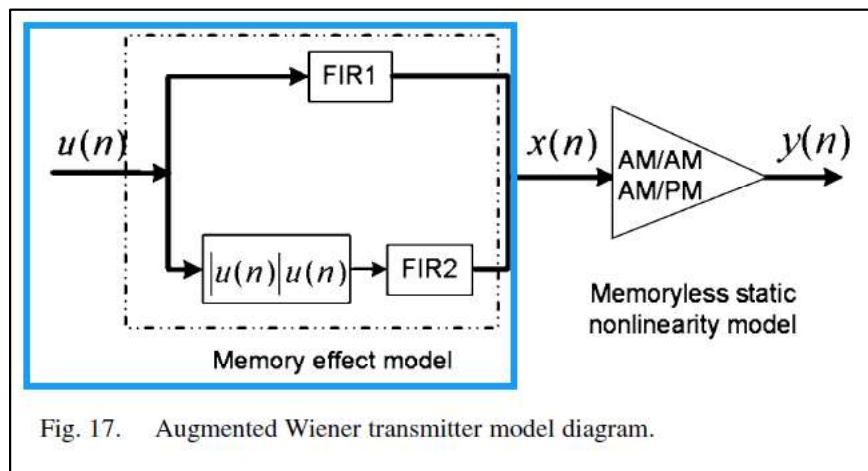 FIR1
u(n)
x(n)
AM/AM
AM/PM
y(n)
|u(n)|u(n)
FIR2
Memory effect model
Memoryless static
nonlinearity model
Fig. 17. Augmented Wiener transmitter model diagram.